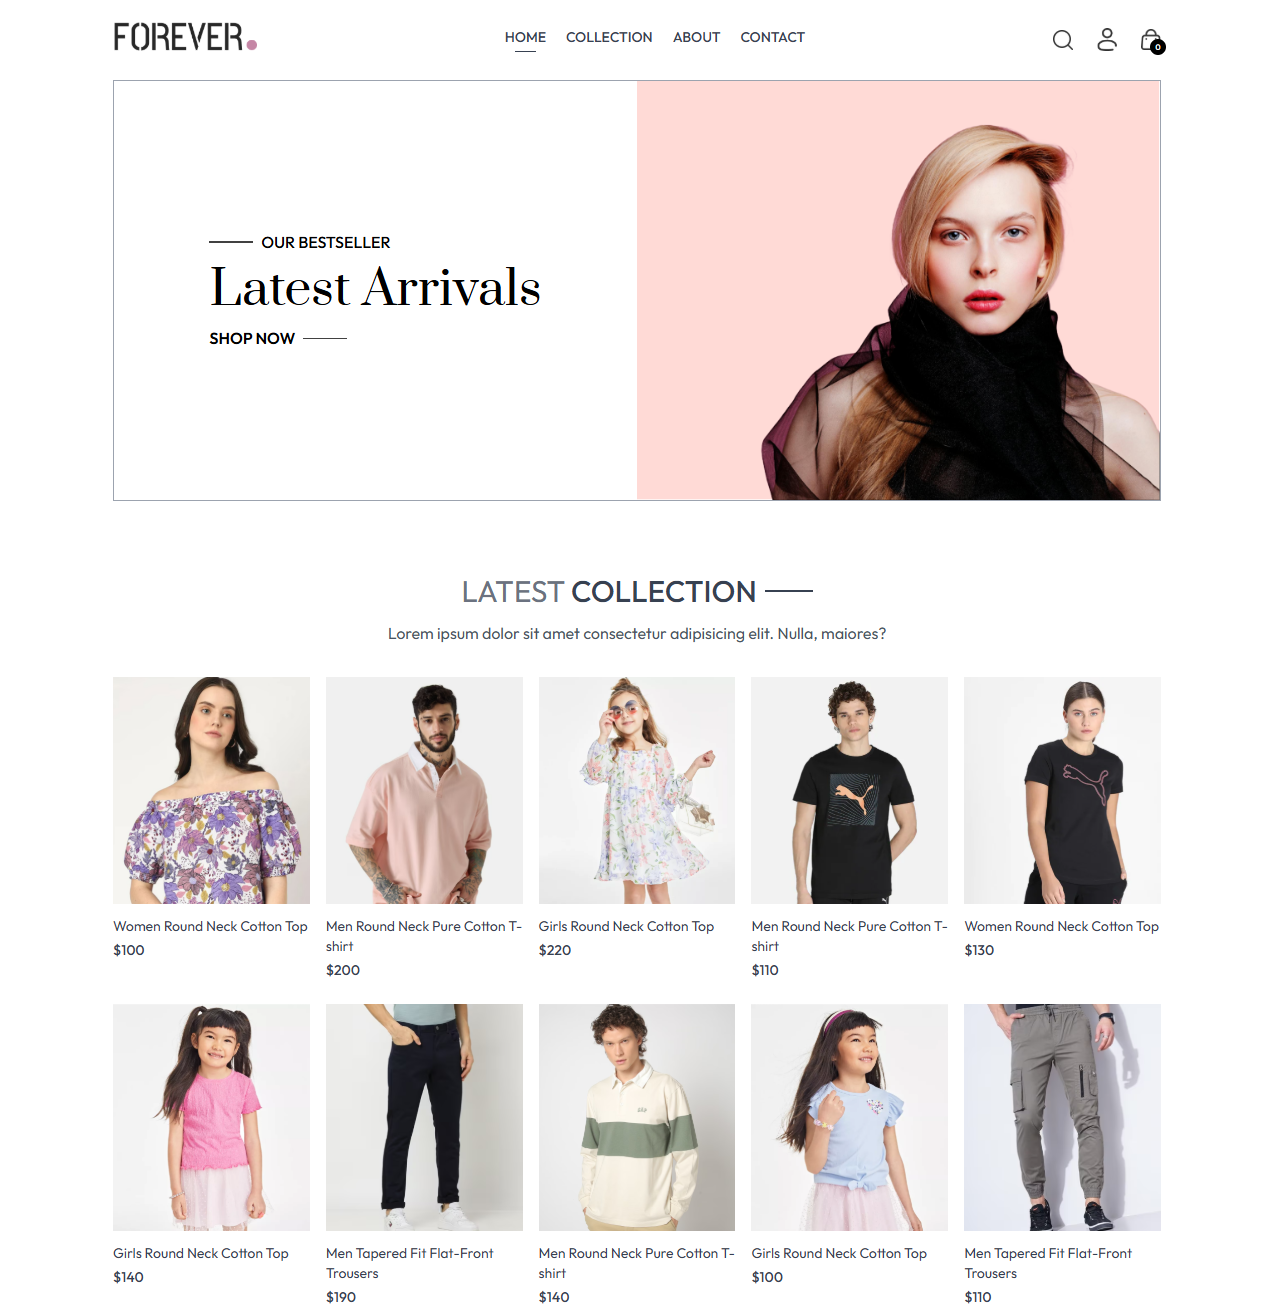 FOREVER.
HOME COLLECTION ABOUT CONTACT
0
OUR BESTSELLER
Latest Arrivals
SHOP NOW
LATEST COLLECTION
Lorem ipsum dolor sit amet consectetur adipisicing elit. Nulla, maiores?
Women Round Neck Cotton Top
$100
Men Round Neck Pure Cotton T-
shirt
$200
Girls Round Neck Cotton Top
$220
Men Round Neck Pure Cotton T-
shirt
$110
Women Round Neck Cotton Top
$130
Girls Round Neck Cotton Top
$140
Men Tapered Fit Flat-Front
Trousers
$190
Men Round Neck Pure Cotton T-
shirt
$140
Girls Round Neck Cotton Top
$100
Men Tapered Fit Flat-Front
Trousers
$110